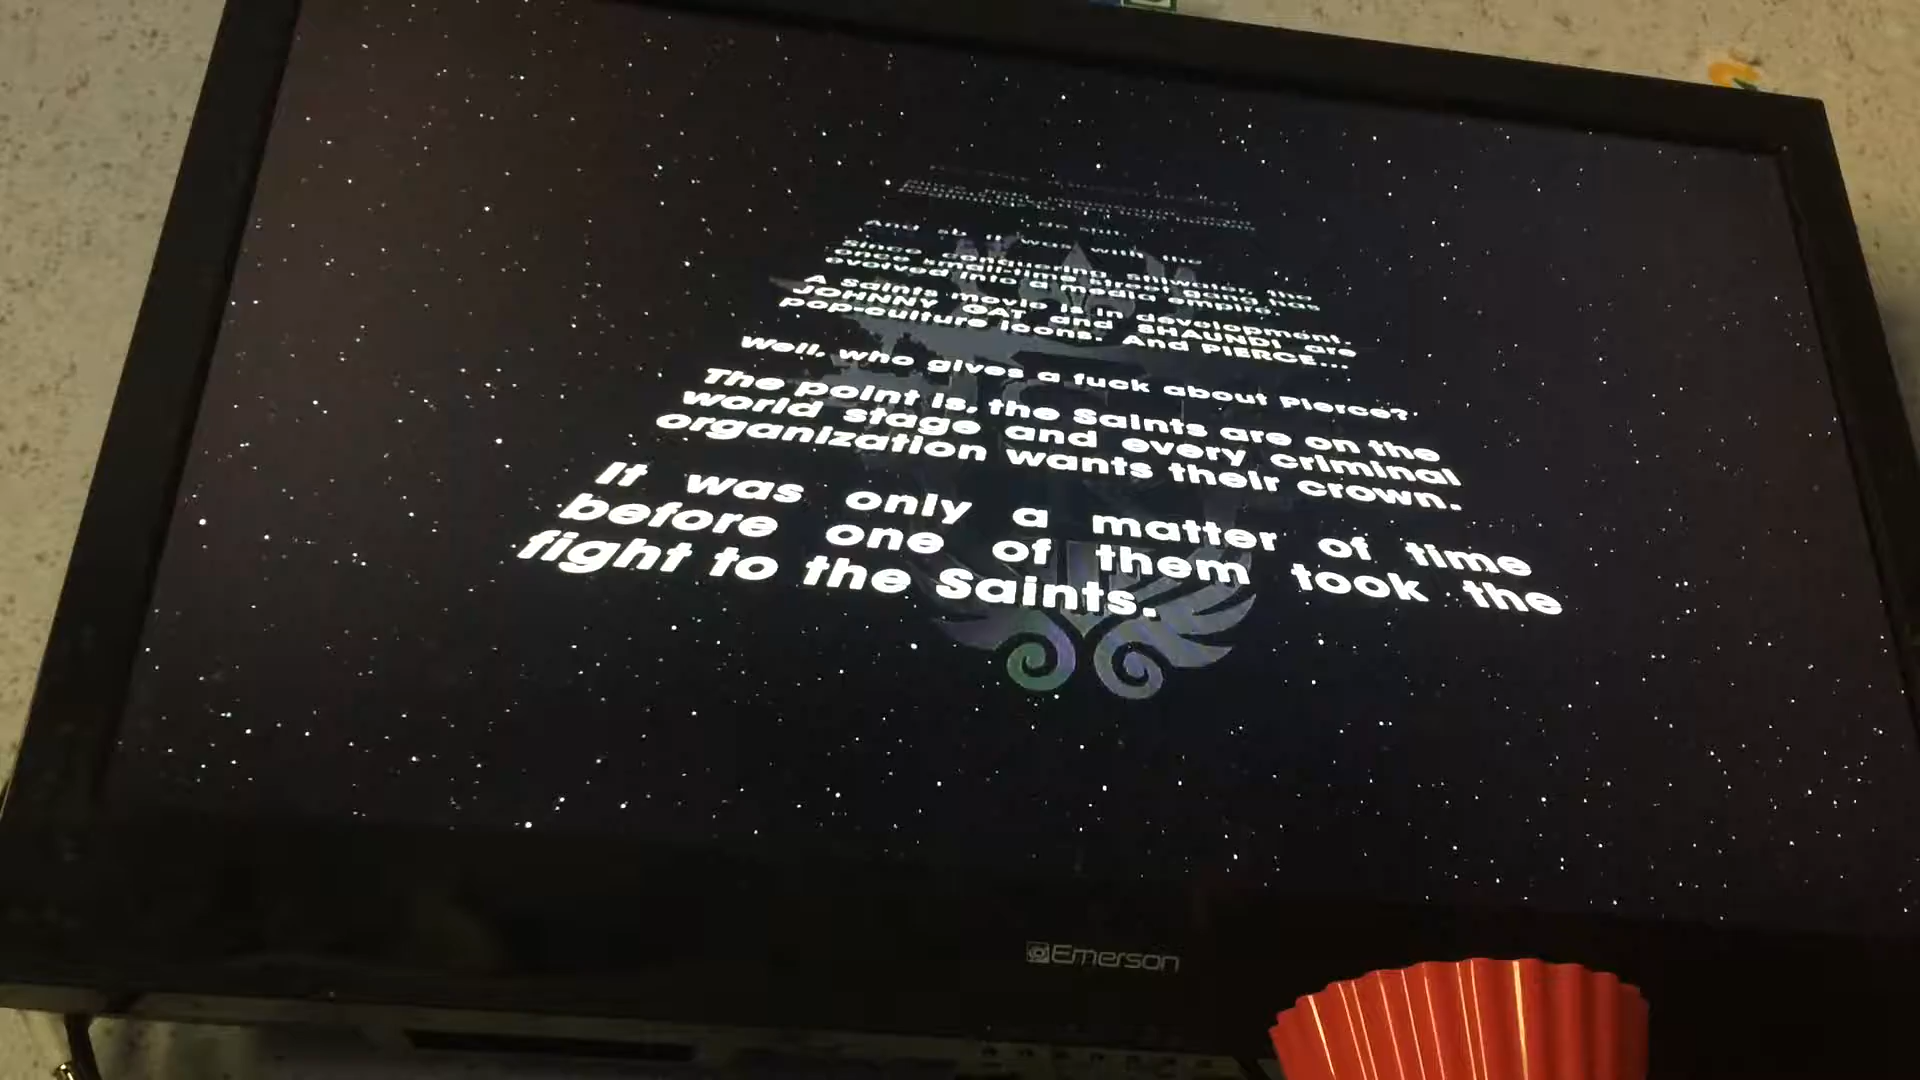 And so it was with the
Since conquering Stilwater, the
once small-time street gang has
evolved into a media empire.
A Saints movie is in development.
JOHNNY GAT and SHAUNDI are
pop-culture icons. And PIERCE...
Well, who gives a fuck about Pierce?
The point is, the Saints are on the
world stage and every criminal
organization wants their crown.
It was only a matter of time
before one of them took the
fight to the Saints.
Emerson